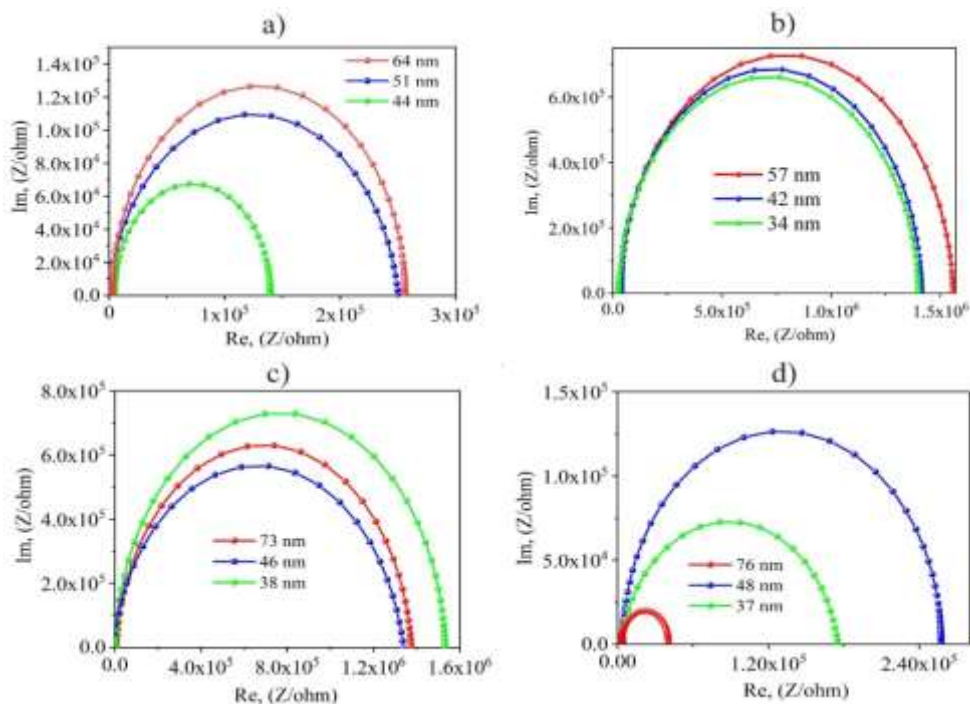 a)
1.4x10⁵
1.2x10⁵
1.0x10⁵
8.0x10⁴
6.0x10⁴
4.0x10⁴
2.0x10⁴
0.0
Im, (Z/ohm)
64 nm
51 nm
44 nm
0
1x10⁵
2x10⁵
3x10⁵
Re, (Z/ohm)
b)
6.0x10⁵
4.0x10⁵
2.0x10⁵
0.0
Im, (Z/ohm)
57 nm
42 nm
34 nm
0.0
5.0x10⁵
1.0x10⁶
1.5x10⁶
Re, (Z/ohm)
c)
8.0x10⁵
6.0x10⁵
4.0x10⁵
2.0x10⁵
0.0
Im, (Z/ohm)
73 nm
46 nm
38 nm
0.0
4.0x10⁵
8.0x10⁵
1.2x10⁶
1.6x10⁶
Re, (Z/ohm)
d)
1.5x10⁵
1.0x10⁵
5.0x10⁴
0.0
Im, (Z/ohm)
76 nm
48 nm
37 nm
0.00
1.20x10⁵
2.40x10⁵
Re, (Z/ohm)